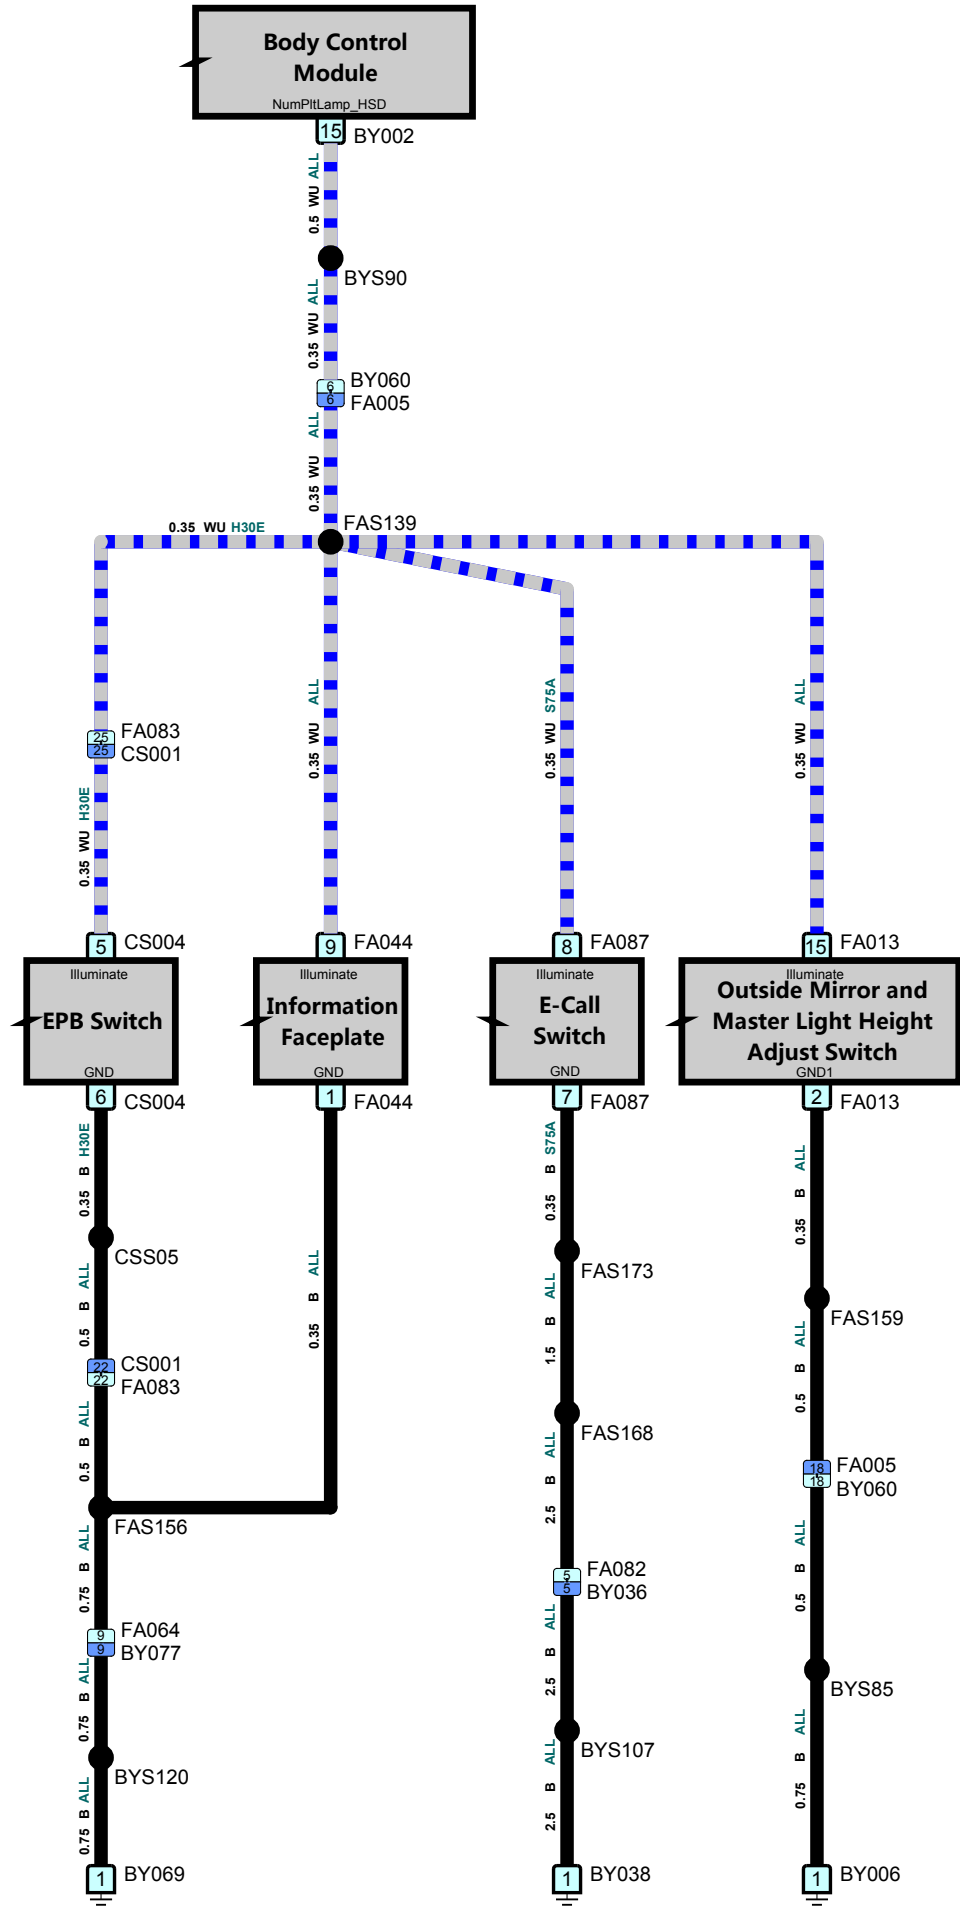 Body Control
Module
NumPltLamp_HSD
15 BY002
0.5 WU ALL
BYS90
0.35 WU ALL
6 BY060
6 FA005
0.35 WU ALL
FAS139
0.35 WU H30E
25 FA083
25 CS001
0.35 WU H30E
0.35 WU ALL
0.35 WU S75A
0.35 WU ALL
5 CS004
9 FA044
8 FA087
15 FA013
Illuminate
EPB Switch
GND
Illuminate
Information
Faceplate
GND
Illuminate
E-Call
Switch
GND
Illuminate
Outside Mirror and
Master Light Height
Adjust Switch
GND1
6 CS004
1 FA044
7 FA087
2 FA013
0.35 B H30E
CSS05
0.5 B ALL
22 CS001
22 FA083
0.5 B ALL
FAS156
0.75 B ALL
9 FA064
9 BY077
0.75 B ALL
BYS120
0.75 B ALL
1 BY069
0.35 B ALL
0.35 B S75A
FAS173
1.5 B ALL
FAS168
2.5 B ALL
5 FA082
5 BY036
2.5 B ALL
BYS107
2.5 B ALL
1 BY038
0.35 B ALL
FAS159
0.5 B ALL
18 FA005
18 BY060
0.5 B ALL
BYS85
0.75 B ALL
1 BY006